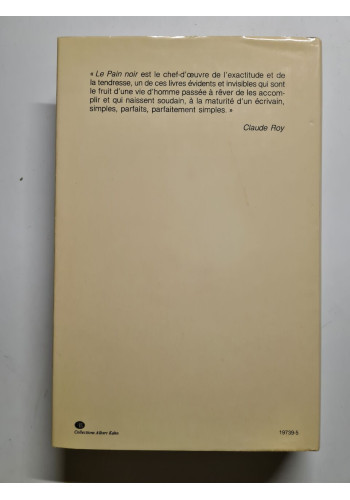 « Le Pain noir est le chef-d'œuvre de l'exactitude et de
la tendresse, un de ces livres évidents et invisibles qui sont
le fruit d'une vie d'homme passée à rêver de les accom-
plir et qui naissent soudain, à la maturité d'un écrivain,
simples, parfaits, parfaitement simples. »
Claude Roy
Collections Albert Kahn
19739·5